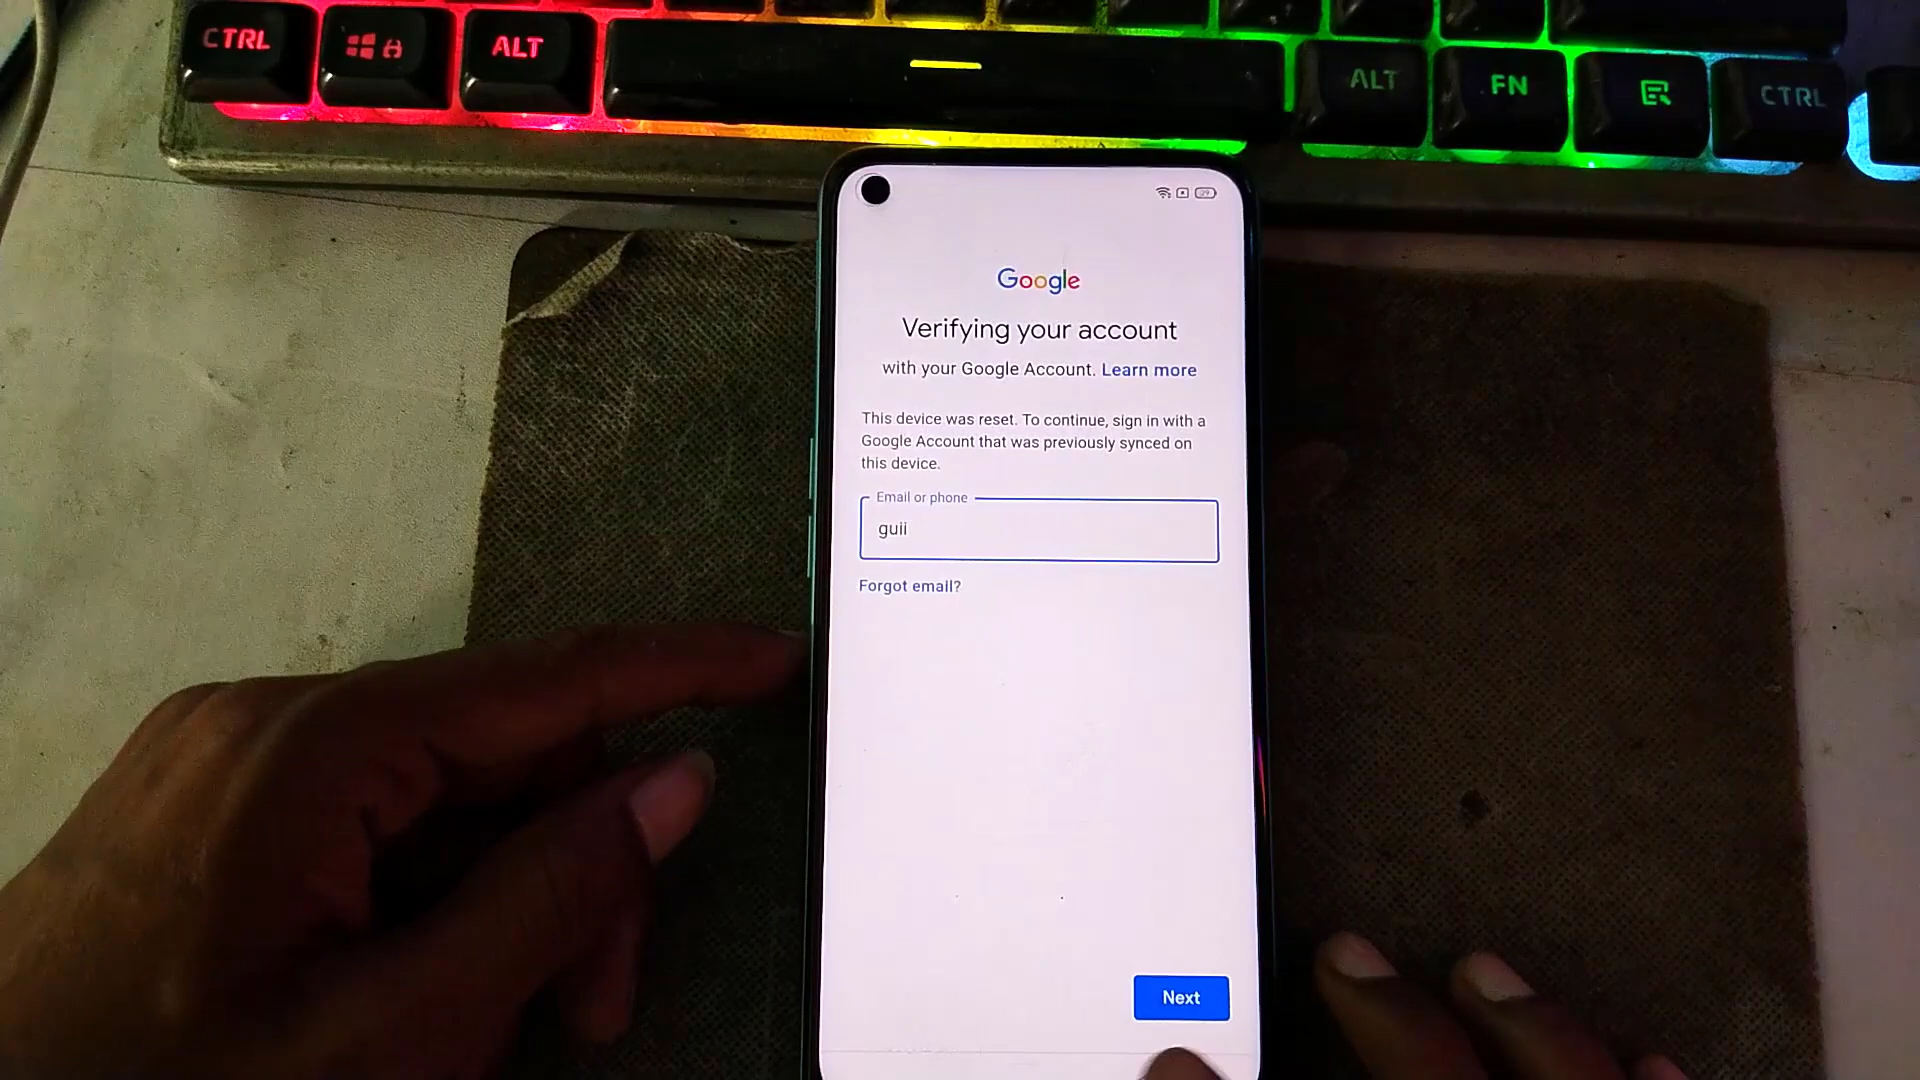 CTRL
ALT
ALT
FN
CTRL
Google
Verifying your account
with your Google Account. Learn more
This device was reset. To continue, sign in with a
Google Account that was previously synced on
this device.
Email or phone
guii
Forgot email?
Next